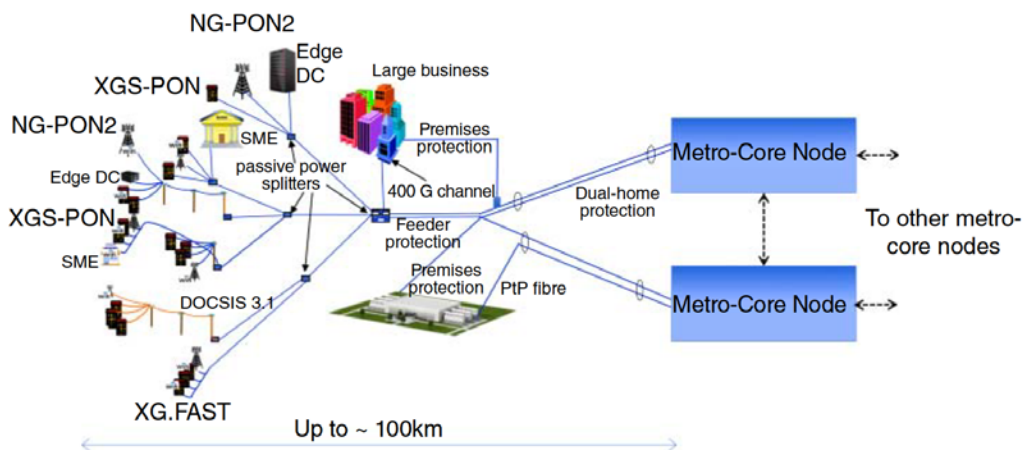 NG-PON2
Edge
DC
Large business
XGS-PON
NG-PON2
SME
Premises
protection
Metro-Core Node
Edge DC
passive power
splitters
400 G channel
Dual-home
protection
XGS-PON
Feeder
protection
To other metro-
core nodes
SME
Premises
protection
PtP fibre
DOCSIS 3.1
Metro-Core Node
XG.FAST
Up to ~ 100km